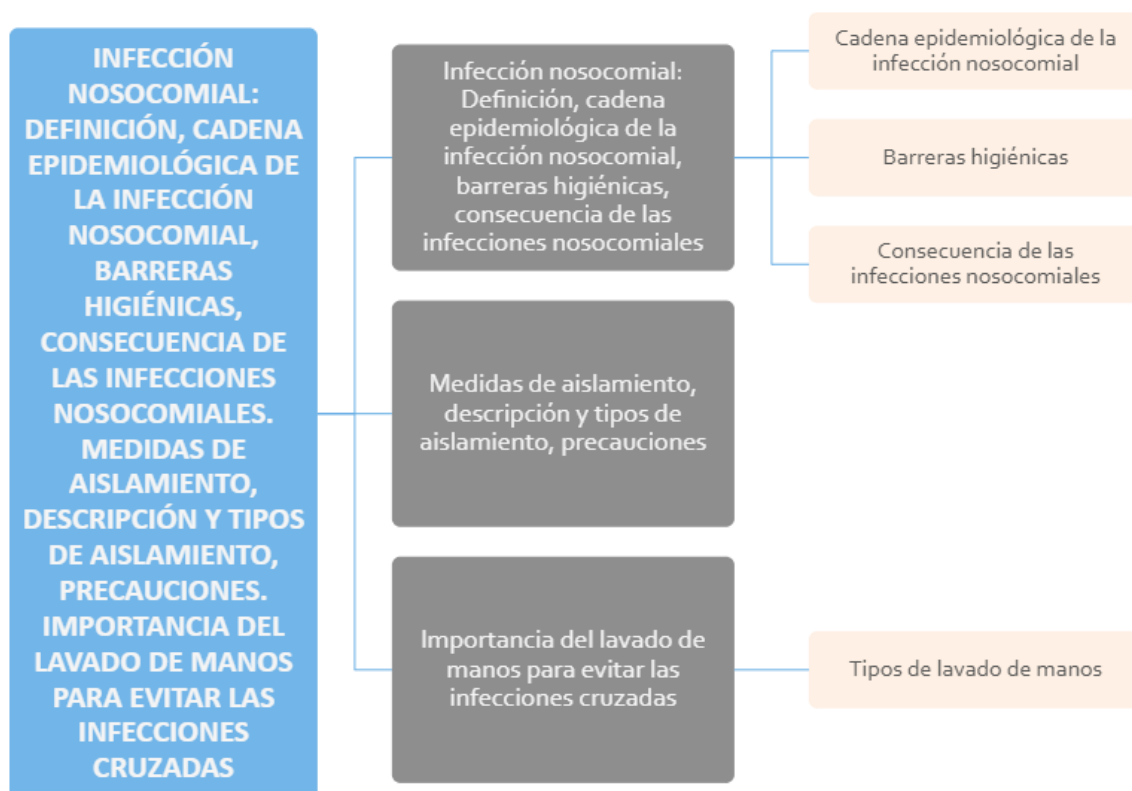 INFECCIÓN
NOSOCOMIAL:
DEFINICIÓN, CADENA
EPIDEMIOLÓGICA DE
LA INFECCIÓN
NOSOCOMIAL,
BARRERAS
HIGIÉNICAS,
CONSECUENCIA DE
LAS INFECCIONES
NOSOCOMIALES.
MEDIDAS DE
AISLAMIENTO,
DESCRIPCIÓN Y TIPOS
DE AISLAMIENTO,
PRECAUCIONES.
IMPORTANCIA DEL
LAVADO DE MANOS
PARA EVITAR LAS
INFECCIONES
CRUZADAS
Infección nosocomial:
Definición, cadena
epidemiológica de la
infección nosocomial,
barreras higiénicas,
consecuencia de las
infecciones nosocomiales
Cadena epidemiológica de la
infección nosocomial
Barreras higiénicas
Consecuencia de las
infecciones nosocomiales
Medidas de aislamiento,
descripción y tipos de
aislamiento, precauciones
Importancia del lavado de
manos para evitar las
infecciones cruzadas
Tipos de lavado de manos